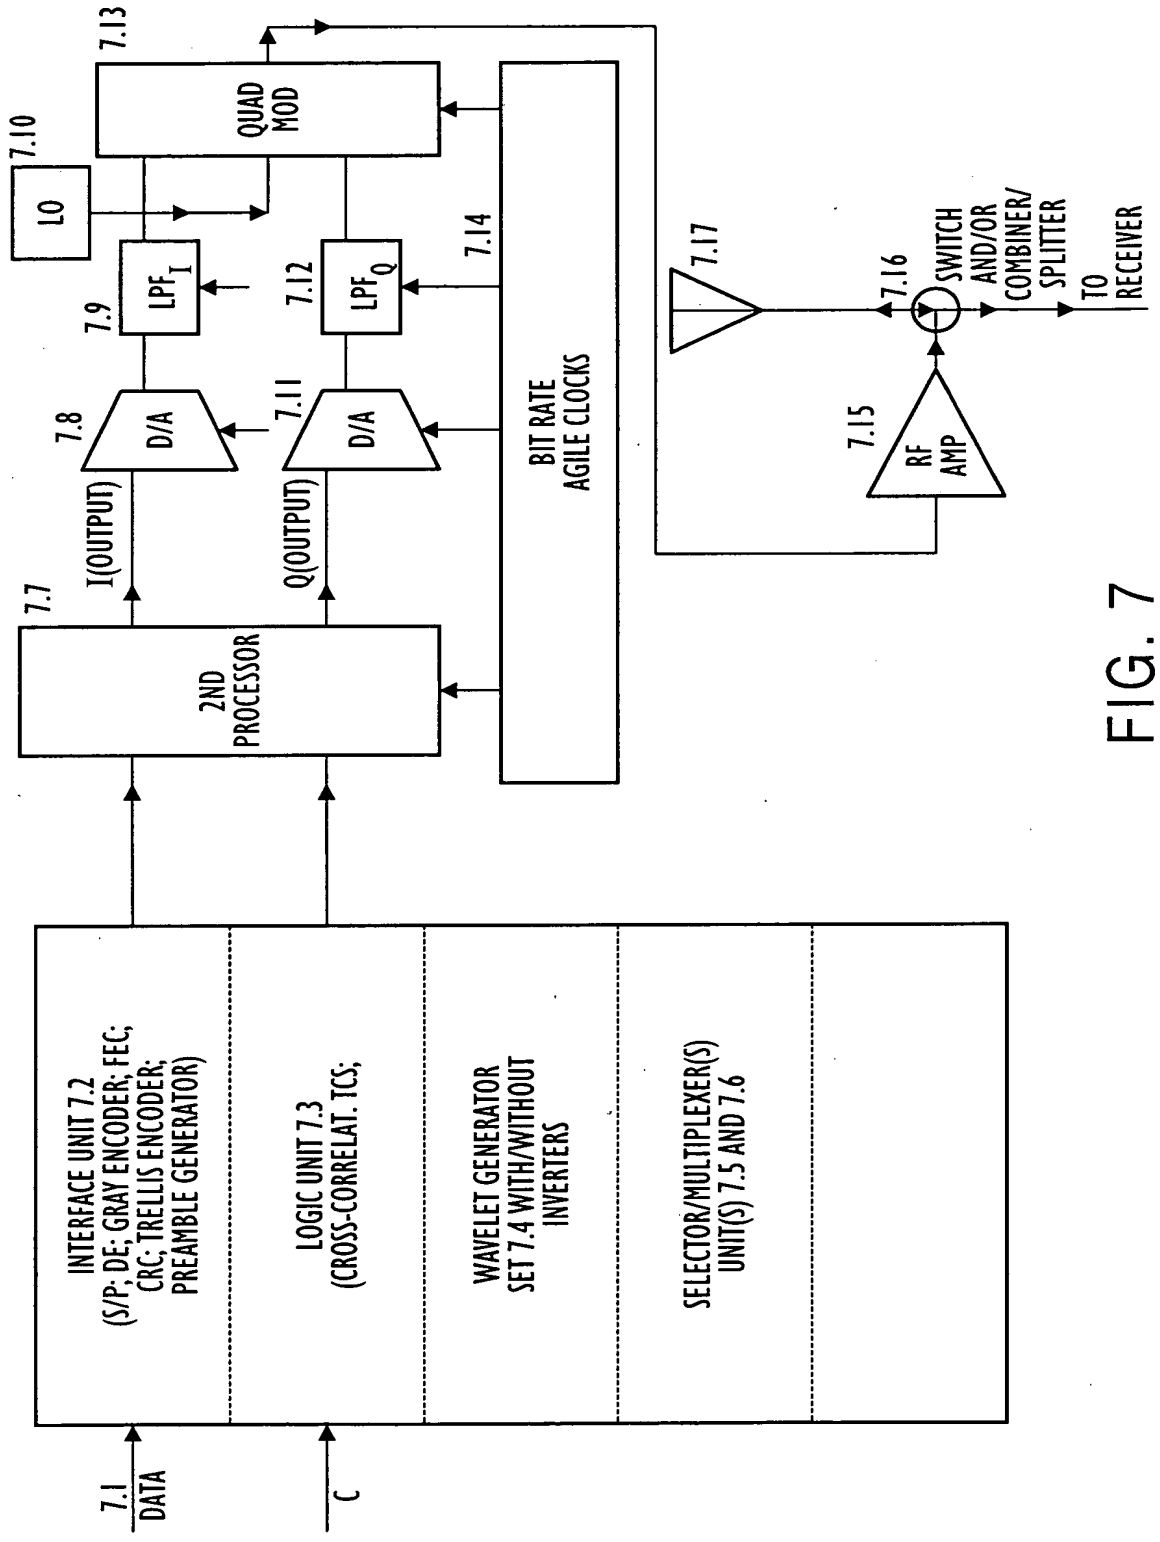 7.1
DATA
C
INTERFACE UNIT 7.2
(S/P; DE; GRAY ENCODER; FEC;
CRC; TRELLIS ENCODER;
PREAMBLE GENERATOR)
LOGIC UNIT 7.3
(CROSS-CORRELAT. TCS;
WAVELET GENERATOR
SET 7.4 WITH/WITHOUT
INVERTERS
SELECTOR/MULTIPLEXER(S)
UNIT(S) 7.5 AND 7.6
7.7
2ND
PROCESSOR
I(OUTPUT)
Q(OUTPUT)
7.8
D/A
7.11
D/A
7.9
LPF I
7.12
LPF Q
7.10
LO
7.13
QUAD
MOD
7.14
BIT RATE
AGILE CLOCKS
7.15
RF
AMP
7.16
SWITCH
AND/OR
COMBINER/
SPLITTER
7.17
TO
RECEIVER
FIG. 7